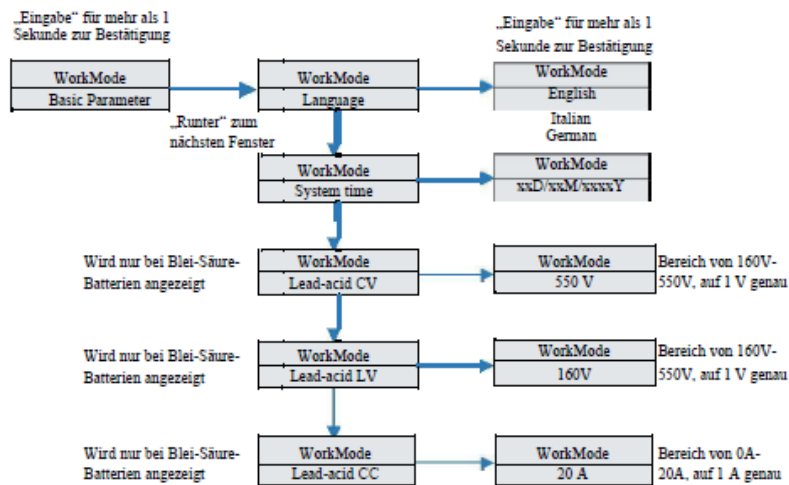 „Eingabe“ für mehr als 1
Sekunde zur Bestätigung
„Eingabe“ für mehr als 1
Sekunde zur Bestätigung
WorkMode
Basic Parameter
WorkMode
Language
WorkMode
English
Italian
German
„Runter“ zum
nächsten Fenster
WorkMode
System time
WorkMode
xxD/xxM/xxxxY
Wird nur bei Blei-Säure-
Batterien angezeigt
WorkMode
Lead-acid CV
WorkMode
550 V
Bereich von 160V-
550V, auf 1 V genau
Wird nur bei Blei-Säure-
Batterien angezeigt
WorkMode
Lead-acid LV
WorkMode
160V
Bereich von 160V-
550V, auf 1 V genau
Wird nur bei Blei-Säure-
Batterien angezeigt
WorkMode
Lead-acid CC
WorkMode
20 A
Bereich von 0A-
20A, auf 1 A genau